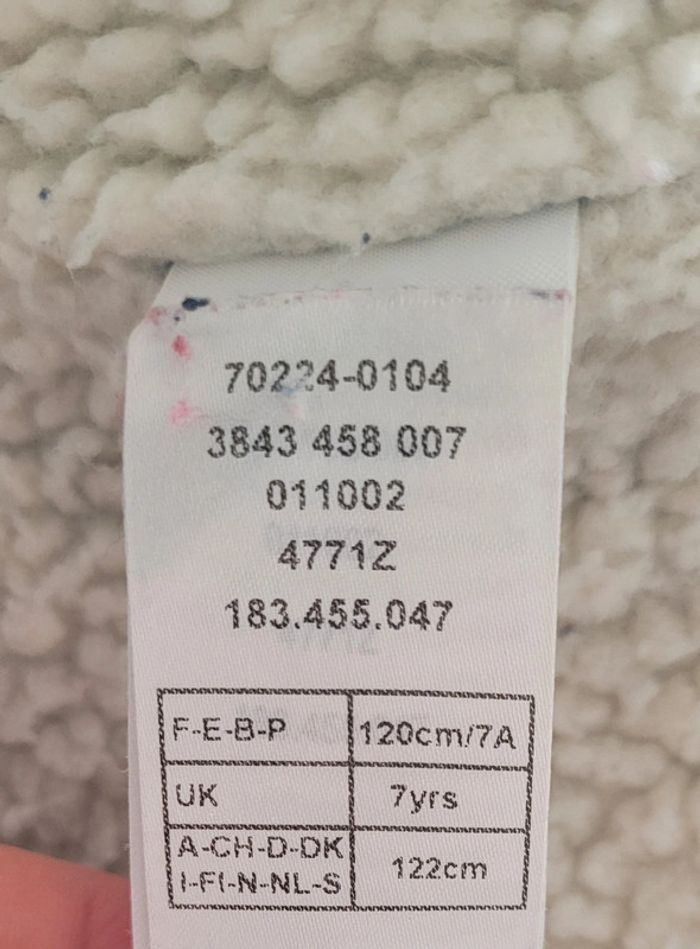 70224-0104
3843 458 007
011002
4771Z
183.455.047
F-E-B-P 120cm/7A
UK 7yrs
A-CH-D-DK
I-FI-N-NL-S 122cm